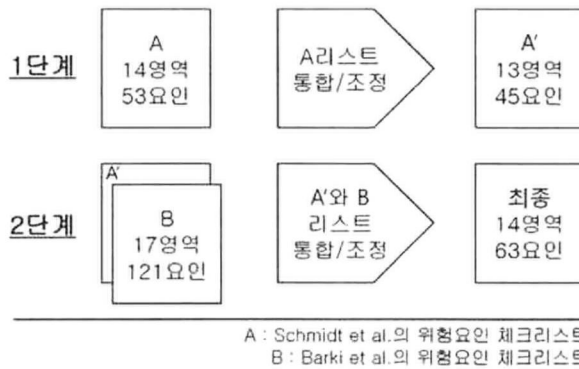 1단계
A
14영역
53요인
A리스트
통합/조정
A'
13영역
45요인
2단계
A'
B
17영역
121요인
A'와 B
리스트
통합/조정
최종
14영역
63요인
A : Schmidt et al.의 위험요인 체크리스트
B : Barki et al.의 위험요인 체크리스트